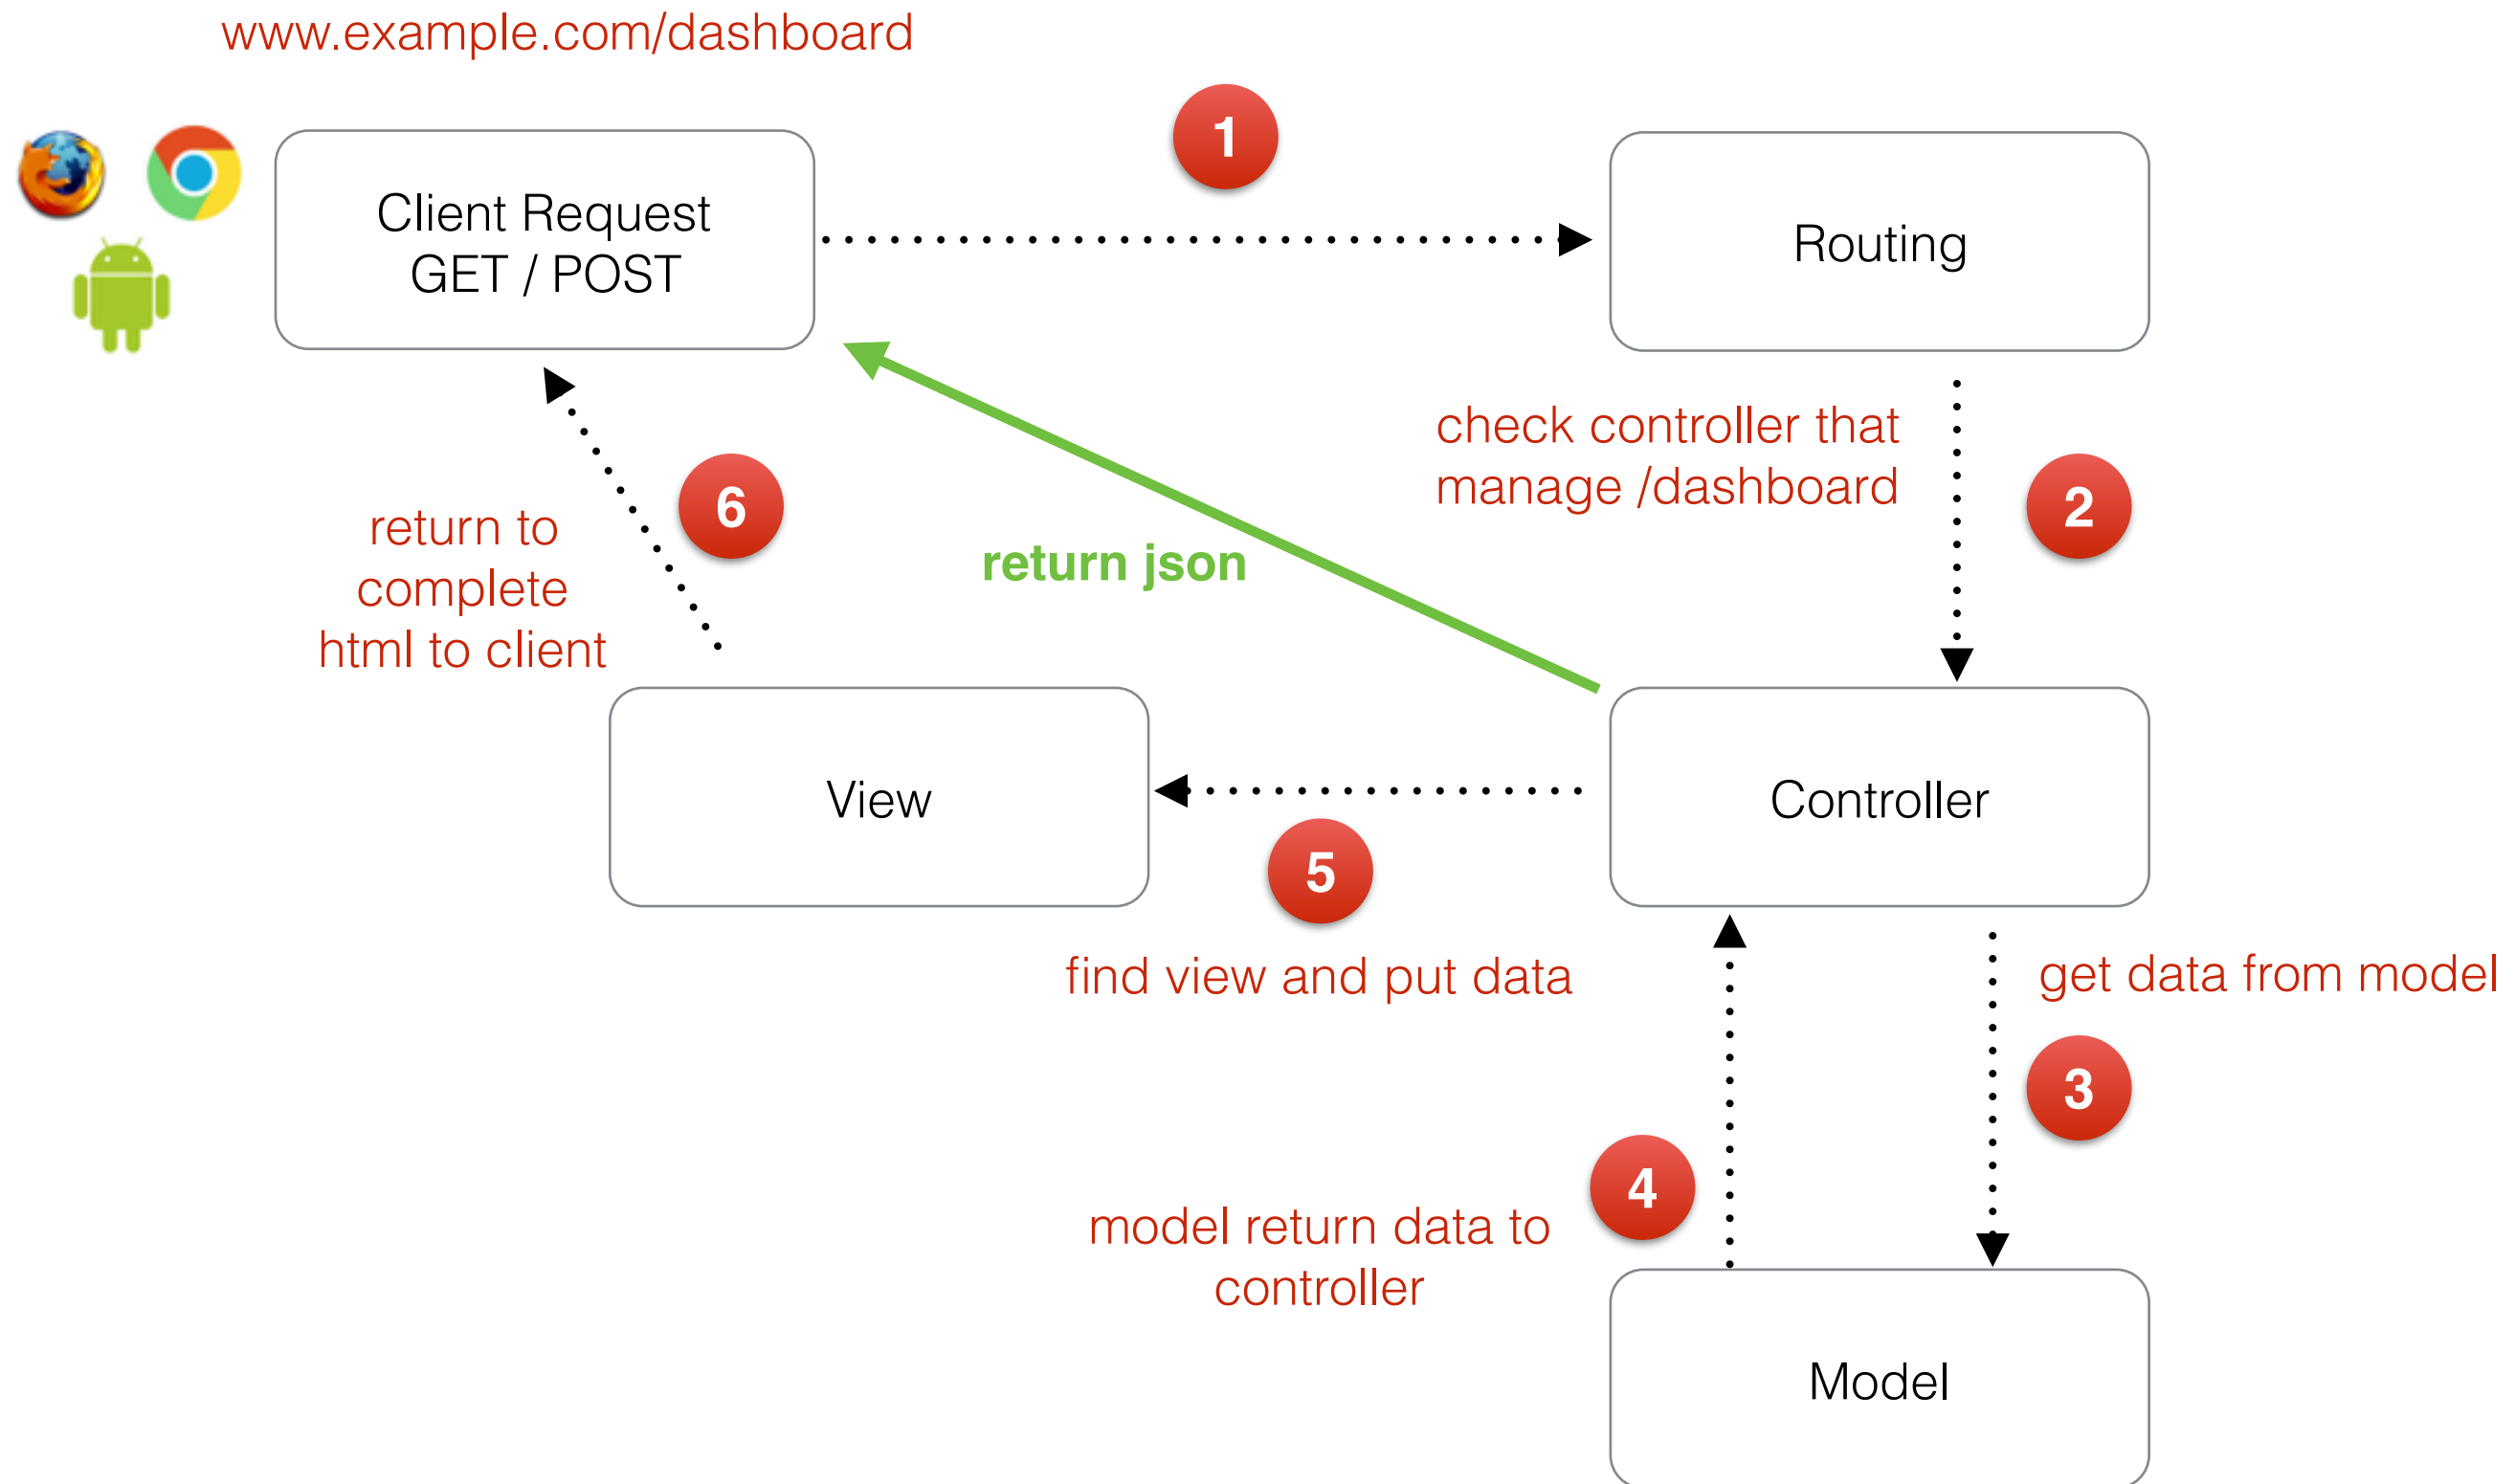 www.example.com/dashboard
1
Client Request
GET / POST
Routing
check controller that
manage /dashboard
2
6
return to
complete
html to client
return json
View
Controller
5
find view and put data
get data from model
3
4
model return data to
controller
Model